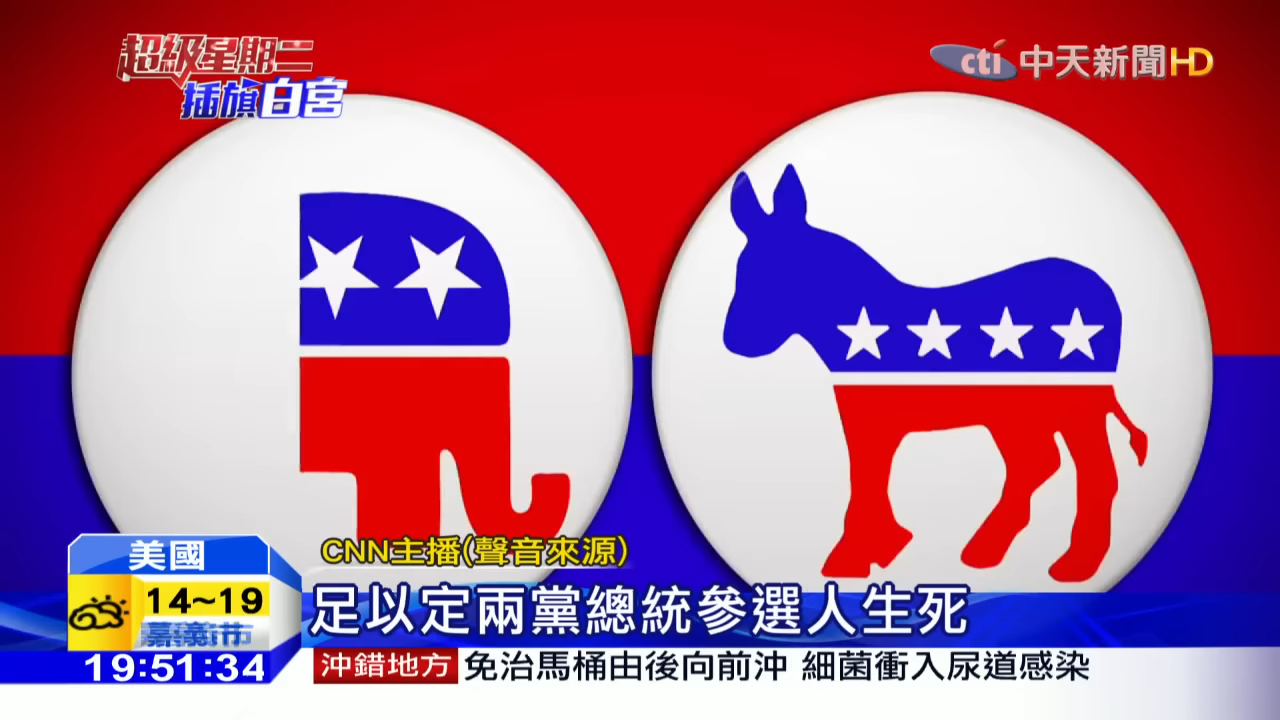 超級星期二
插旗白宮
cti 中天新聞HD
美國
14~19
嘉義市
19:51:34
CNN主播(聲音來源)
足以定兩黨總統參選人生死
沖錯地方 免治馬桶由後向前沖 細菌衝入尿道感染